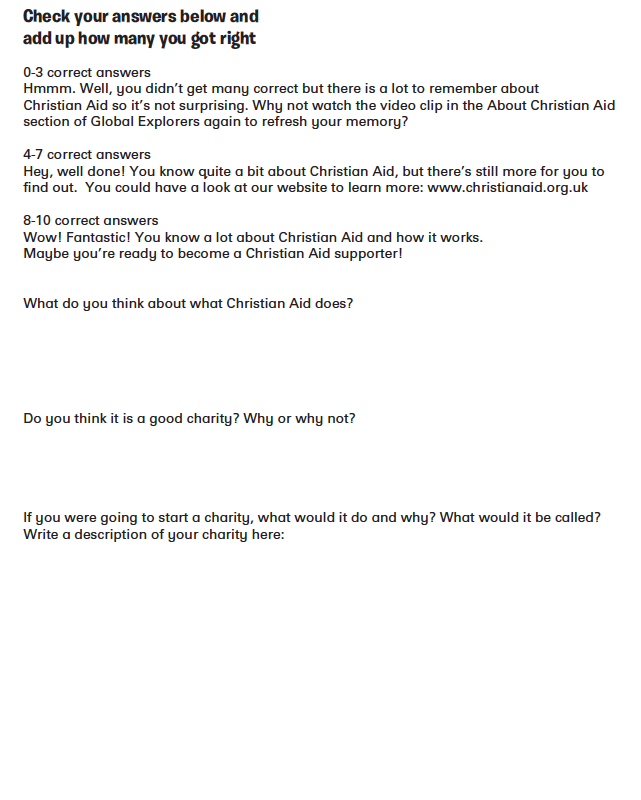 Check your answers below and
add up how many you got right
0-3 correct answers
Hmmm. Well, you didn't get many correct but there is a lot to remember about
Christian Aid so it's not surprising. Why not watch the video clip in the About Christian Aid
section of Global Explorers again to refresh your memory?
4-7 correct answers
Hey, well done! You know quite a bit about Christian Aid, but there's still more for you to
find out.  You could have a look at our website to learn more: www.christianaid.org.uk
8-10 correct answers
Wow! Fantastic! You know a lot about Christian Aid and how it works.
Maybe you're ready to become a Christian Aid supporter!
What do you think about what Christian Aid does?
Do you think it is a good charity? Why or why not?
If you were going to start a charity, what would it do and why? What would it be called?
Write a description of your charity here: